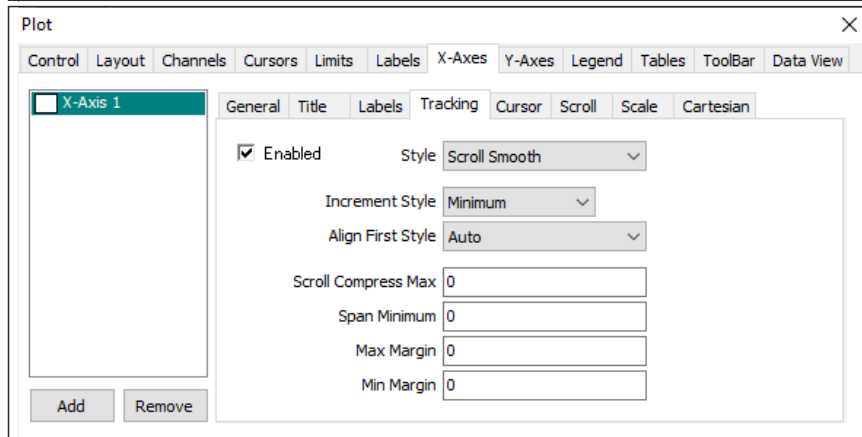 Plot
Control Layout Channels Cursors Limits Labels X-Axes Y-Axes Legend Tables ToolBar Data View
X-Axis 1
General Title Labels Tracking Cursor Scroll Scale Cartesian
Enabled Style Scroll Smooth
Increment Style Minimum
Align First Style Auto
Scroll Compress Max 0
Span Minimum 0
Max Margin 0
Min Margin 0
Add Remove